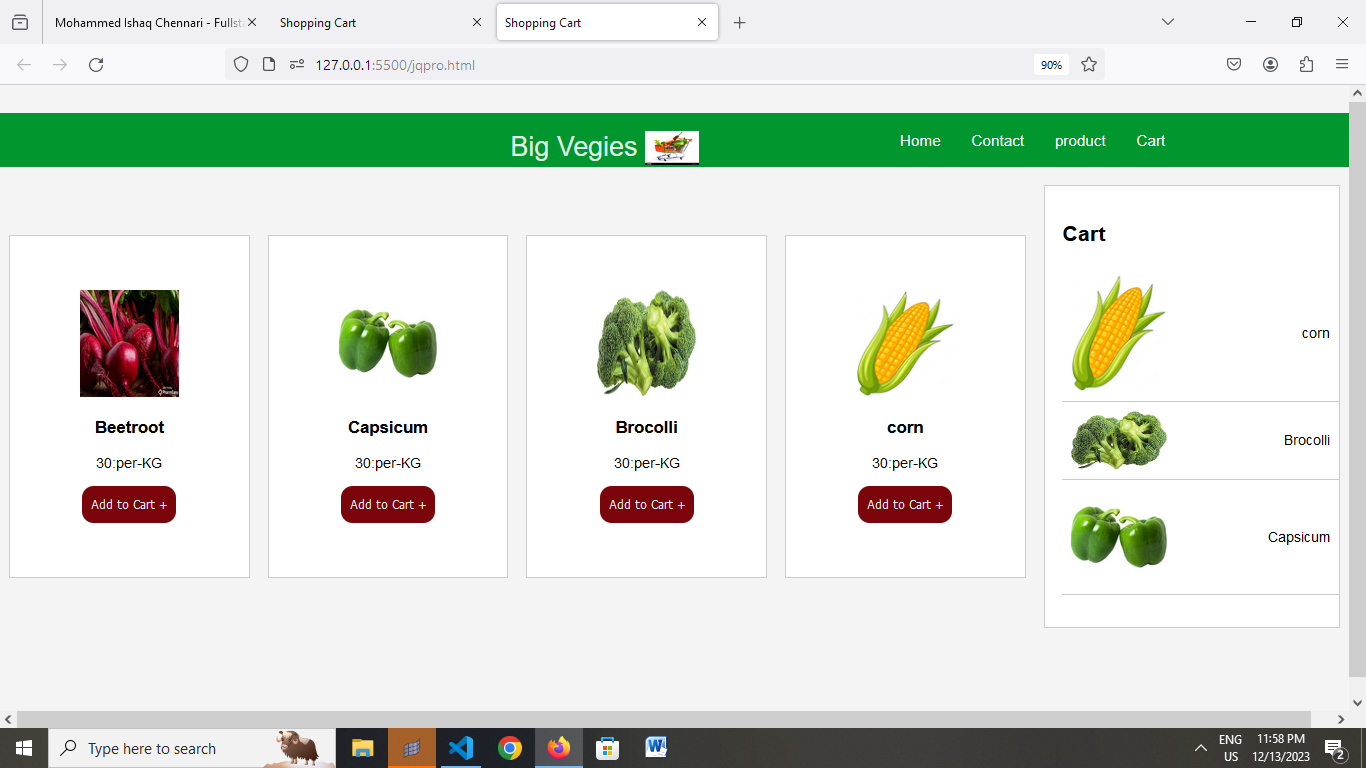 Mohammed Ishaq Chennari - Fullst
Shopping Cart
Shopping Cart
127.0.0.1:5500/jqpro.html
90%
Big Vegies
Home
Contact
product
Cart
Cart
corn
Brocolli
Capsicum
Beetroot
30:per-KG
Add to Cart +
Capsicum
30:per-KG
Add to Cart +
Brocolli
30:per-KG
Add to Cart +
corn
30:per-KG
Add to Cart +
Type here to search
ENG
US
11:58 PM
12/13/2023
2